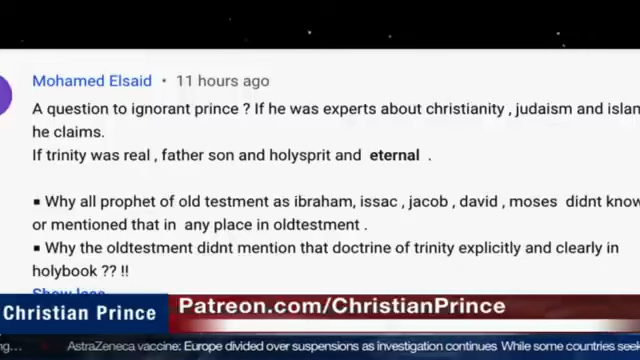 Mohamed Elsaid • 11 hours ago
A question to ignorant prince ? If he was experts about christianity , judaism and
he claims.
If trinity was real , father son and holysprit and eternal .
▪ Why all prophet of old testment as ibraham, issac , jacob , david , moses didnt know
or mentioned that in any place in oldtestment .
▪ Why the oldtestment didnt mention that doctrine of trinity explicitly and clearly in
holybook ?? !!
Show less
Christian Prince
Patreon.com/ChristianPrince
AstraZeneca vaccine: Europe divided over suspensions as investigation continues While some countries seek